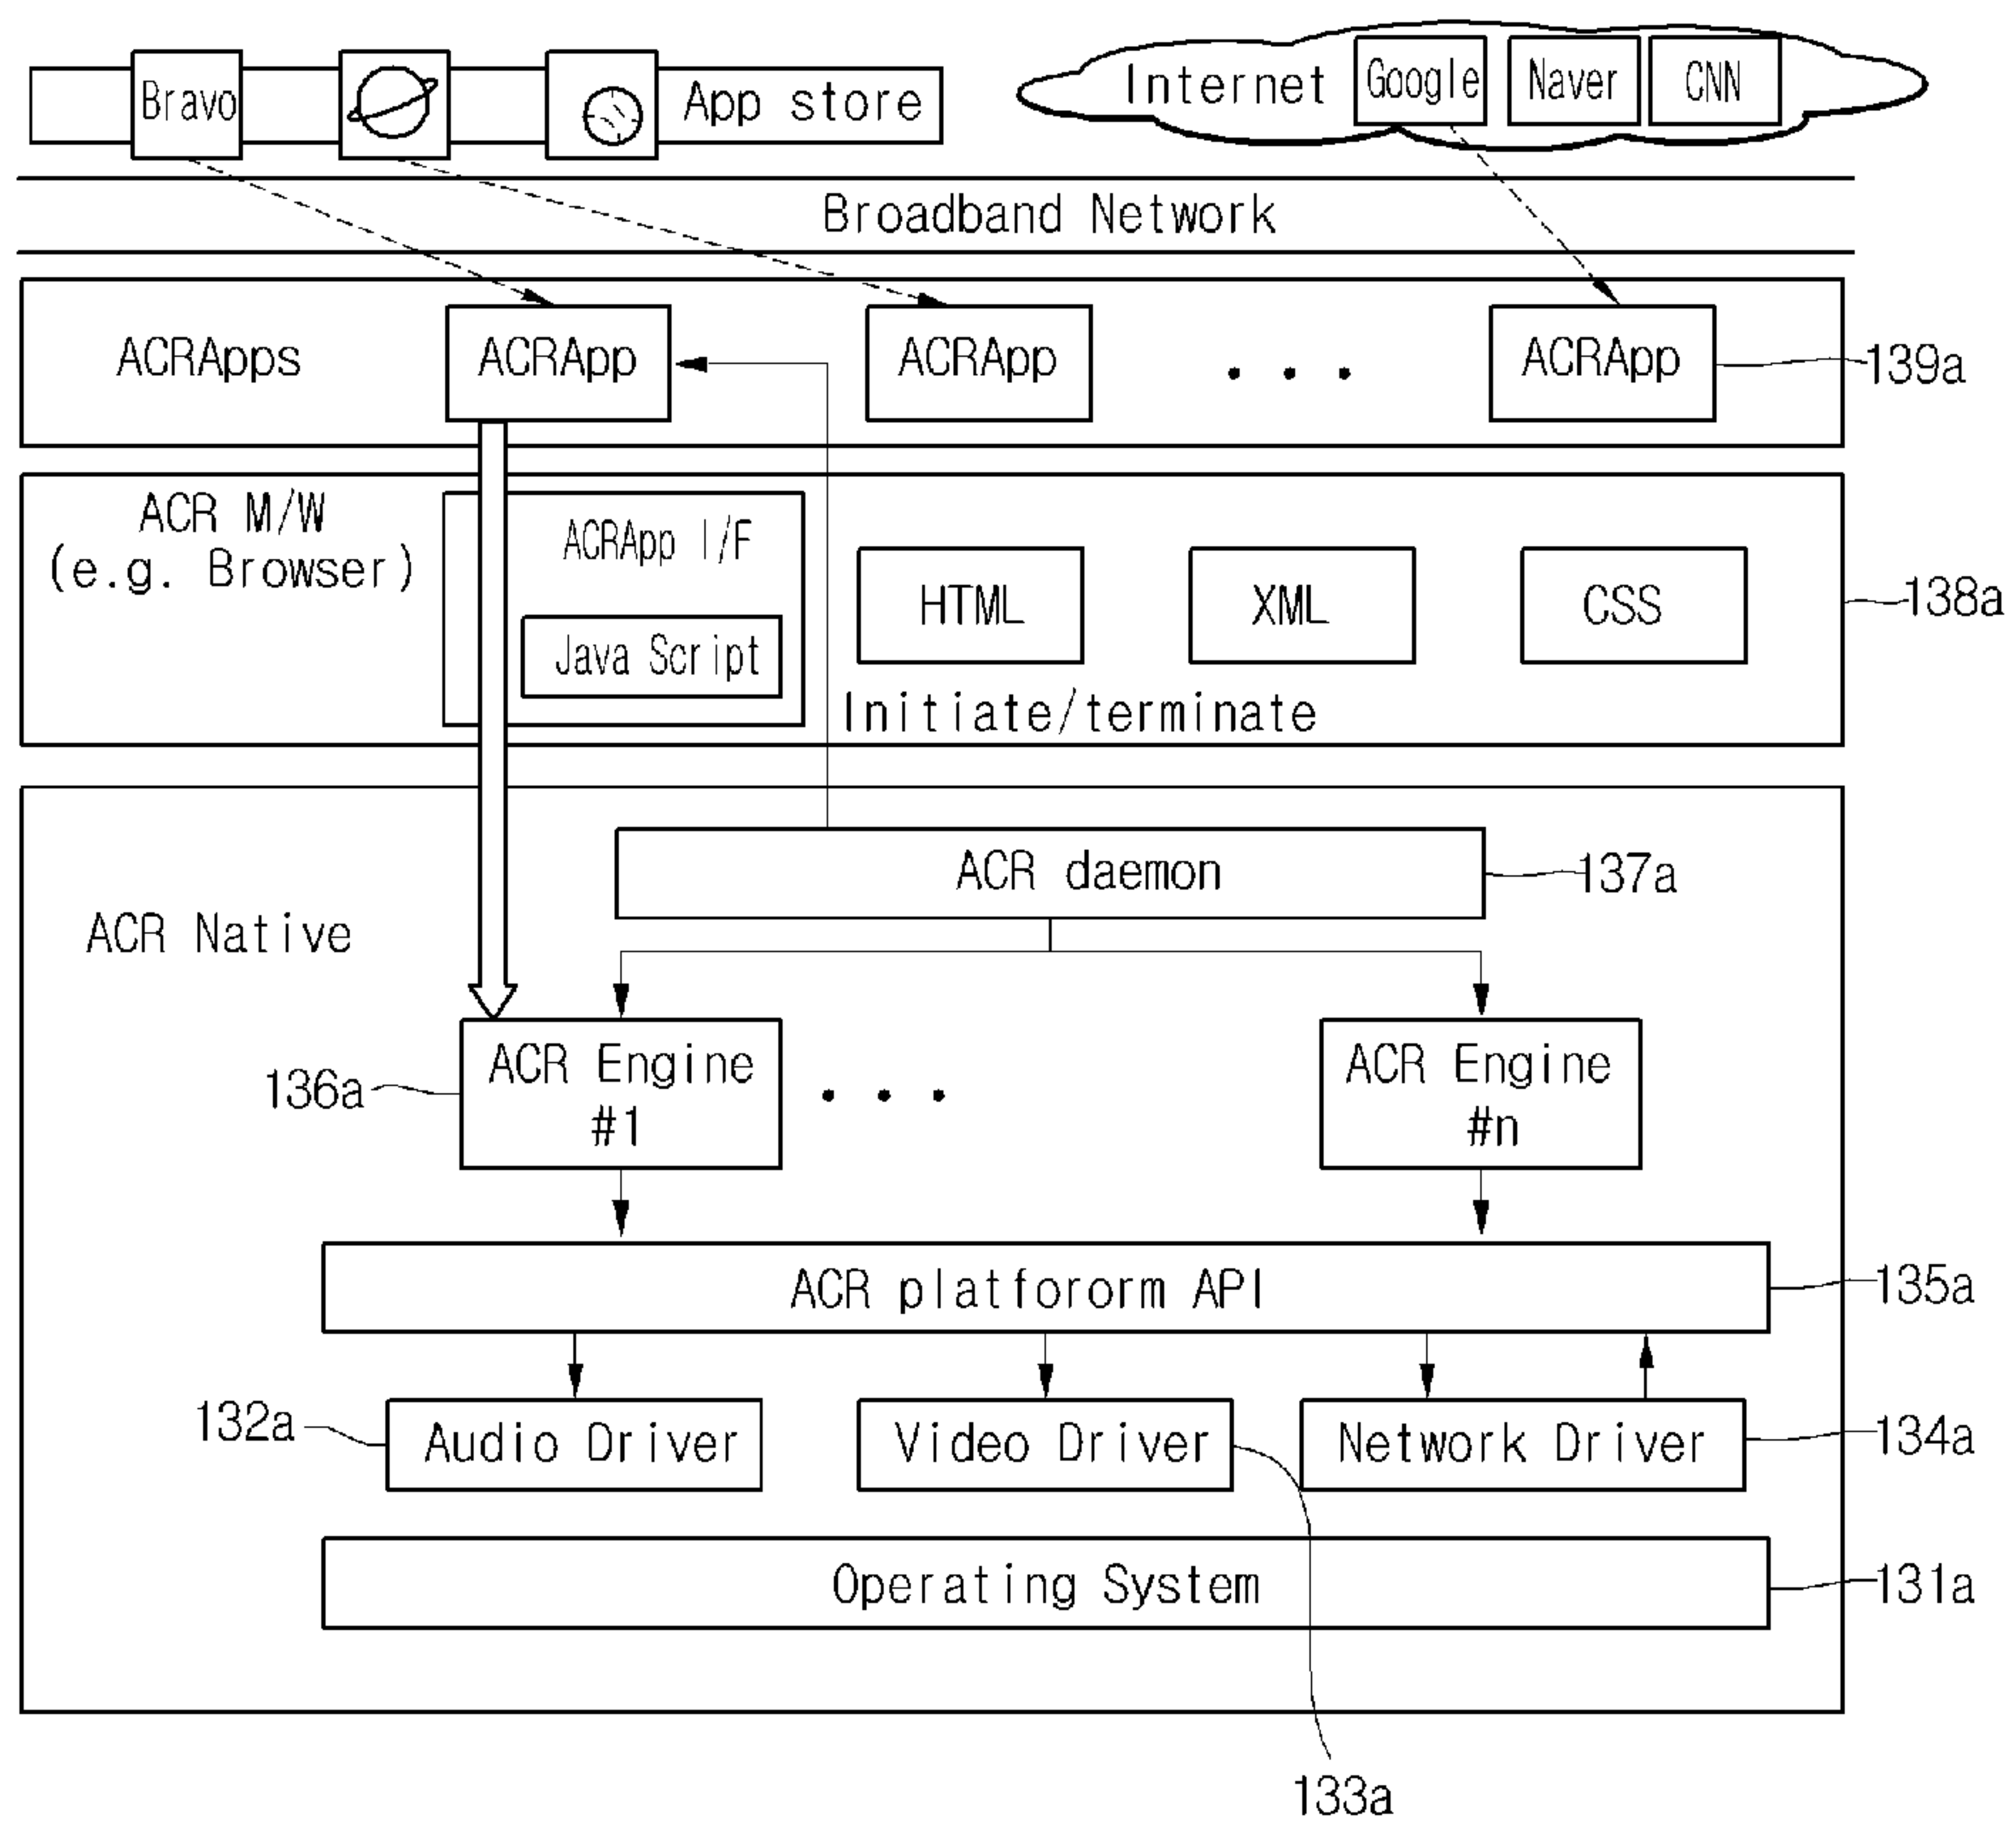 Bravo
App store
Internet
Google
Naver
CNN
Broadband Network
ACRApps
ACRApp
ACRApp
• • •
ACRApp
139a
ACR M/W
(e.g. Browser)
ACRApp I/F
Java Script
HTML
XML
CSS
138a
Initiate/terminate
ACR daemon
137a
ACR Native
136a
ACR Engine
#1
• • •
ACR Engine
#n
ACR platfororm API
135a
132a
Audio Driver
Video Driver
Network Driver
134a
Operating System
131a
133a